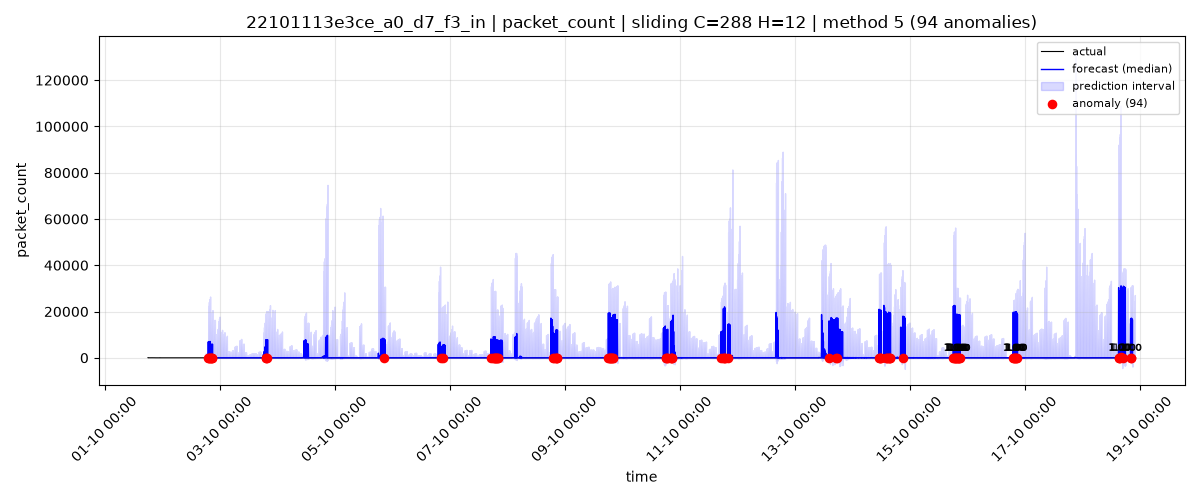 22101113e3ce_a0_d7_f3_in | packet_count | sliding C=288 H=12 | method 5 (94 anomalies)
actual
forecast (median)
prediction interval
anomaly (94)
packet_count
120000
100000
80000
60000
40000
20000
0
01-10 00:00
03-10 00:00
05-10 00:00
07-10 00:00
09-10 00:00
11-10 00:00
13-10 00:00
15-10 00:00
17-10 00:00
19-10 00:00
time